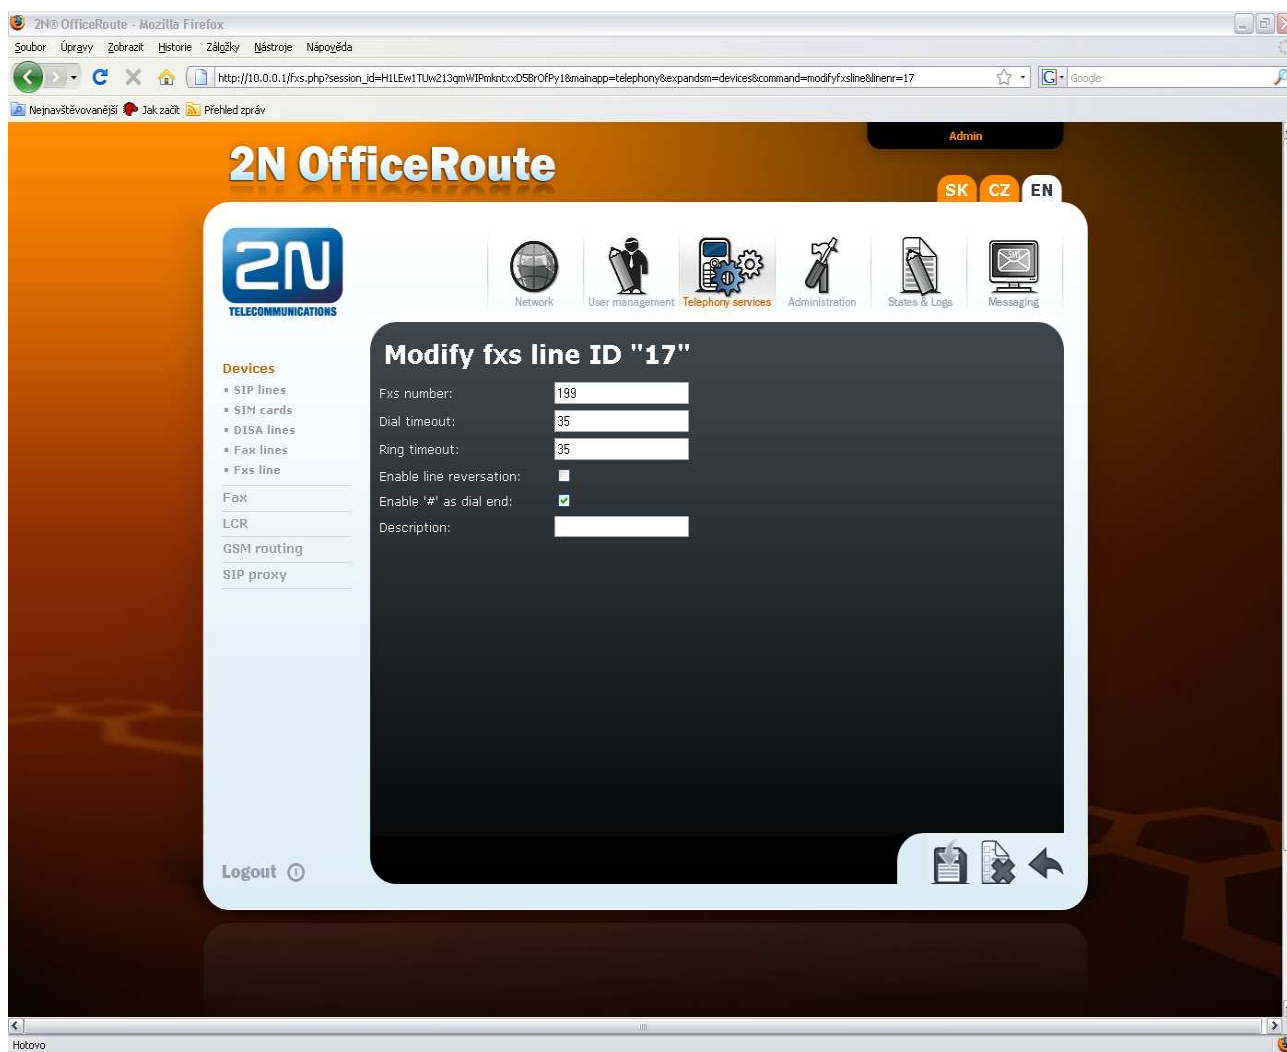 2N® OfficeRoute - Mozilla Firefox
Soubor Úpravy Zobrazit Historie Záložky Nástroje Nápověda
http://10.0.0.1/fxs.php?session_id=H1LEw1TUw213qmWIPmkntxxD5BrOfPy1&mainapp=telephony&expandsm=devices&command=modifyfxsline&linenr=17
G Google
Nejnavštěvovanější Jak začít Přehled zpráv
Admin
2N OfficeRoute
SK CZ EN
2N
TELECOMMUNICATIONS
Network User management Telephony services Administration States & Logs Messaging
SMS
Modify fxs line ID "17"
Devices
SIP lines
SIM cards
DISA lines
Fax lines
Fxs line
Fax
LCR
GSM routing
SIP proxy
Fxs number: 199
Dial timeout: 35
Ring timeout: 35
Enable line reversation:
Enable '#' as dial end:
Description:
Logout
Hotovo